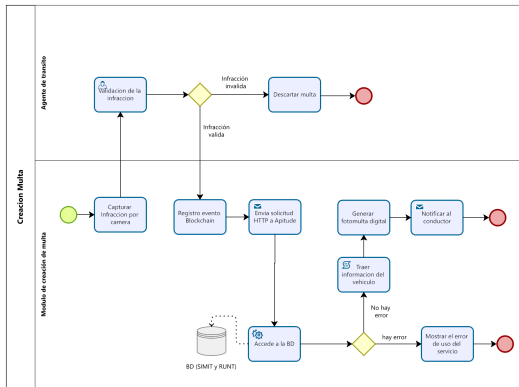 Creacion Multa
Agente de transito
Validacion de la
infraccion
Infracción
invalida
Descartar multa
Infracción
valida
Modulo de creación de multa
Capturar
Infraccion por
camera
Registro evento
Blockchain
Envia solicitud
HTTP a Apitude
Generar
fotomulta digital
Notificar al
conductor
Traer
informacion del
vehiculo
No hay
error
Accede a la BD
hay error
Mostrar el error
de uso del
servicio
BD (SIMIT y RUNT)